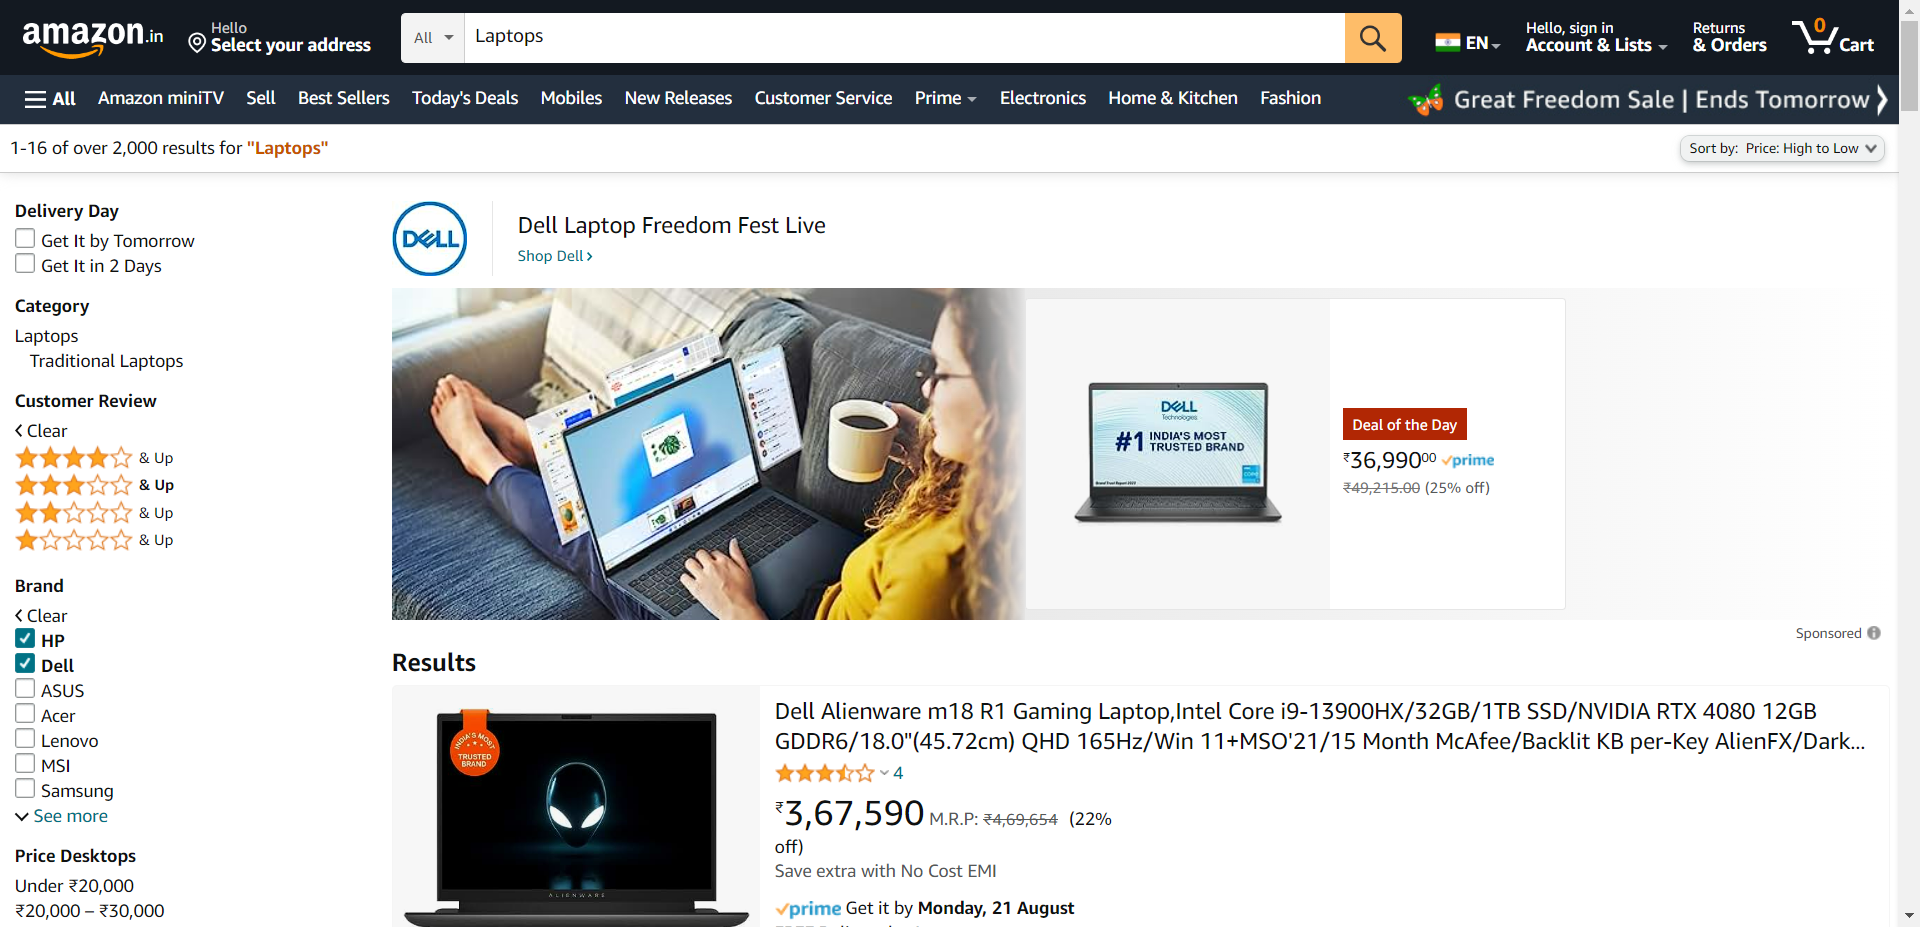 amazon.in
Hello
Select your address
All
Laptops
EN
Hello, sign in
Account & Lists
Returns
& Orders
0
Cart
All
Amazon miniTV
Sell
Best Sellers
Today's Deals
Mobiles
New Releases
Customer Service
Prime
Electronics
Home & Kitchen
Fashion
Great Freedom Sale | Ends Tomorrow
1-16 of over 2,000 results for "Laptops"
Sort by: Price: High to Low
Delivery Day
Get It by Tomorrow
Get It in 2 Days
Category
Laptops
Traditional Laptops
Customer Review
Clear
& Up
& Up
& Up
& Up
Brand
Clear
HP
Dell
ASUS
Acer
Lenovo
MSI
Samsung
See more
Price Desktops
Under ₹20,000
₹20,000 – ₹30,000
DELL
Dell Laptop Freedom Fest Live
Shop Dell
DELL
Technologies
#1 INDIA'S MOST
TRUSTED BRAND
Deal of the Day
₹36,99000 prime
₹49,215.00 (25% off)
Sponsored
Results
INDIA'S MOST
TRUSTED
BRAND
ALIENWARE
Dell Alienware m18 R1 Gaming Laptop,Intel Core i9-13900HX/32GB/1TB SSD/NVIDIA RTX 4080 12GB
GDDR6/18.0"(45.72cm) QHD 165Hz/Win 11+MSO'21/15 Month McAfee/Backlit KB per-Key AlienFX/Dark...
4
₹3,67,590 M.R.P: ₹4,69,654 (22%
off)
Save extra with No Cost EMI
prime Get it by Monday, 21 August